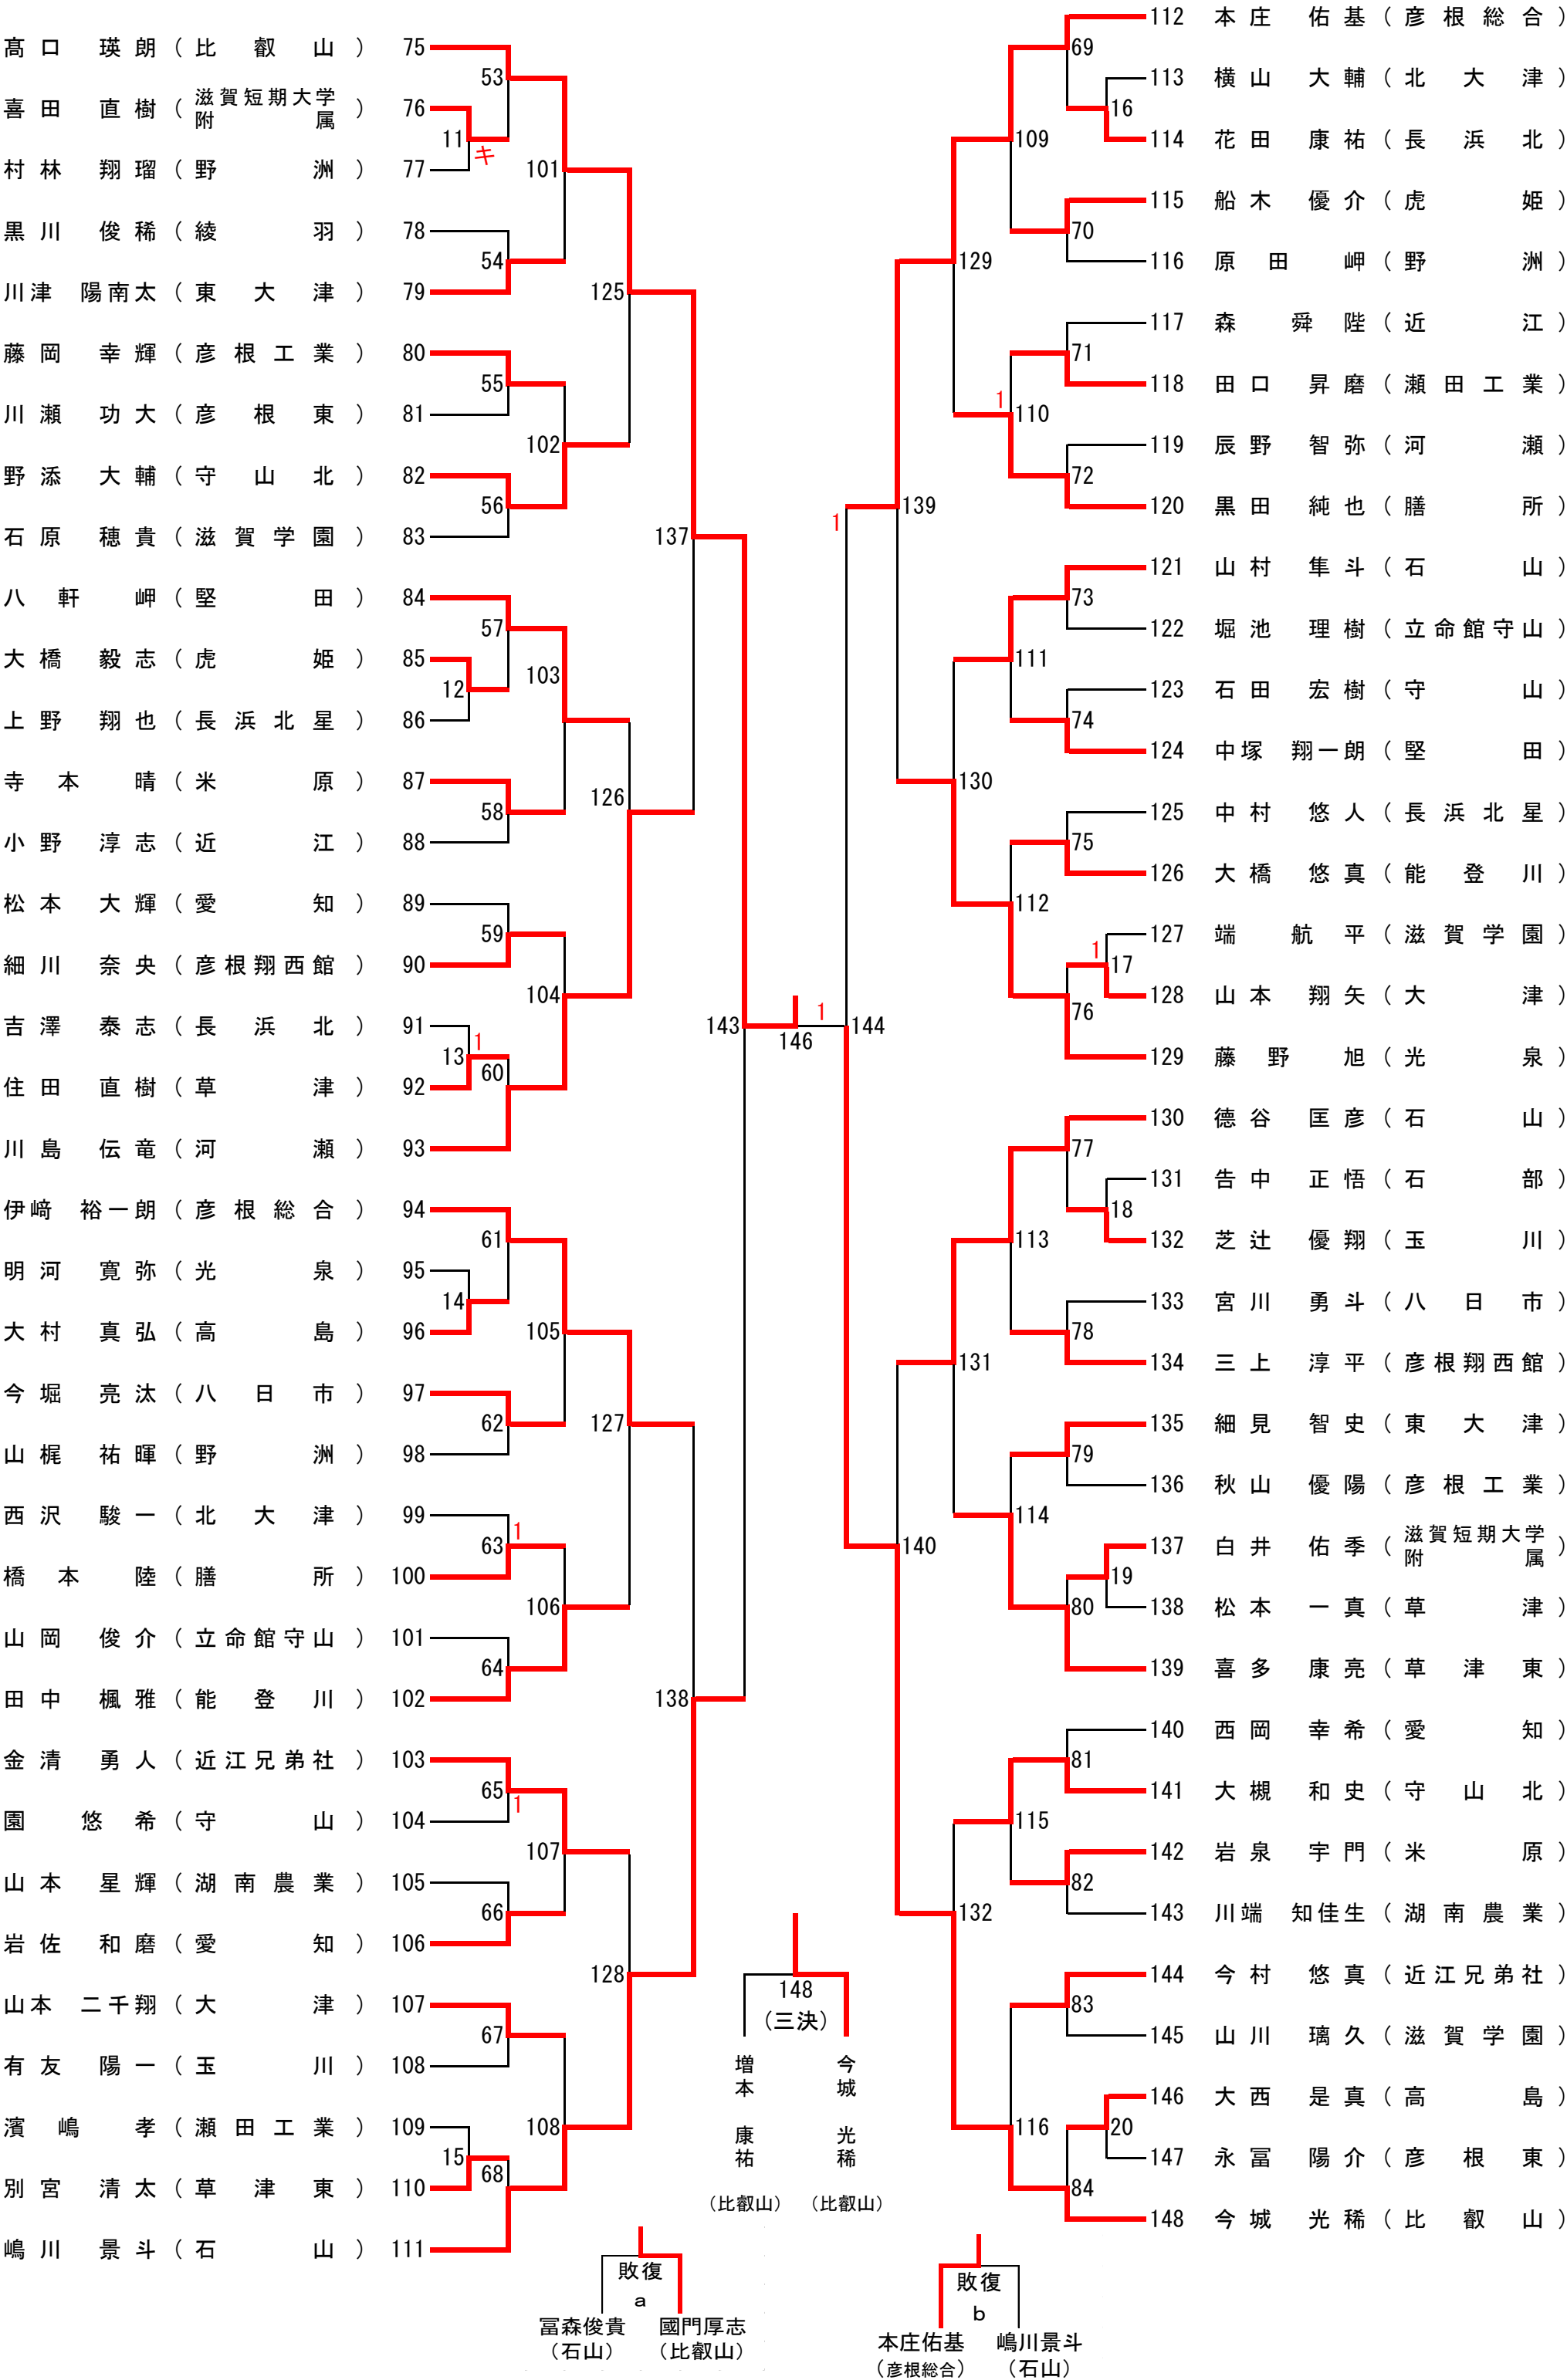 髙口 瑛朗（比叡山） 75
喜田 直樹（滋賀短期大学附属） 76
村林 翔瑠（野洲） 77
黒川 俊稀（綾羽） 78
川津 陽南太（東大津） 79
藤岡 幸輝（彦根工業） 80
川瀬 功大（彦根東） 81
野添 大輔（守山北） 82
石原 穂貴（滋賀学園） 83
八軒 岬（堅田） 84
大橋 毅志（虎姫） 85
上野 翔也（長浜北星） 86
寺本 晴（米原） 87
小野 淳志（近江） 88
松本 大輝（愛知） 89
細川 奈央（彦根翔西館） 90
吉澤 泰志（長浜北） 91
住田 直樹（草津） 92
川島 伝竜（河瀬） 93
伊﨑 裕一朗（彦根総合） 94
明河 寛弥（光泉） 95
大村 真弘（高島） 96
今堀 亮汰（八日市） 97
山梶 祐暉（野洲） 98
西沢 駿一（北大津） 99
橋本 陸（膳所） 100
山岡 俊介（立命館守山） 101
田中 楓雅（能登川） 102
金清 勇人（近江兄弟社） 103
園 悠希（守山） 104
山本 星輝（湖南農業） 105
岩佐 和磨（愛知） 106
山本 二千翔（大津） 107
有友 陽一（玉川） 108
濱嶋 孝（瀬田工業） 109
別宮 清太（草津東） 110
嶋川 景斗（石山） 111
11 キ
12
13 1
14
15
53
54
55
56
57
58
59
60
61
62
63 1
64
65 1
66
67
68
101
102
103
104
105
106
107
108
125
126
127
128
137
138
143
146 1
144
1
139
140
129
130
131
132
109
110 1
111
112
113
114
115
116
69
70
71
72
73
74
75
76
77
78
79
80
81
82
83
84
16
17 1
18
19
20
112 本庄 佑基（彦根総合）
113 横山 大輔（北大津）
114 花田 康祐（長浜北）
115 船木 優介（虎姫）
116 原田 岬（野洲）
117 森 舜陛（近江）
118 田口 昇磨（瀬田工業）
119 辰野 智弥（河瀬）
120 黒田 純也（膳所）
121 山村 隼斗（石山）
122 堀池 理樹（立命館守山）
123 石田 宏樹（守山）
124 中塚 翔一朗（堅田）
125 中村 悠人（長浜北星）
126 大橋 悠真（能登川）
127 端 航平（滋賀学園）
128 山本 翔矢（大津）
129 藤野 旭（光泉）
130 德谷 匡彦（石山）
131 告中 正悟（石部）
132 芝辻 優翔（玉川）
133 宮川 勇斗（八日市）
134 三上 淳平（彦根翔西館）
135 細見 智史（東大津）
136 秋山 優陽（彦根工業）
137 白井 佑季（滋賀短期大学附属）
138 松本 一真（草津）
139 喜多 康亮（草津東）
140 西岡 幸希（愛知）
141 大槻 和史（守山北）
142 岩泉 宇門（米原）
143 川端 知佳生（湖南農業）
144 今村 悠真（近江兄弟社）
145 山川 璃久（滋賀学園）
146 大西 是真（高島）
147 永冨 陽介（彦根東）
148 今城 光稀（比叡山）
148
（三決）
増本 康祐
（比叡山）
今城 光稀
（比叡山）
敗復
a
冨森俊貴
（石山）
國門厚志
（比叡山）
敗復
b
本庄佑基
（彦根総合）
嶋川景斗
（石山）